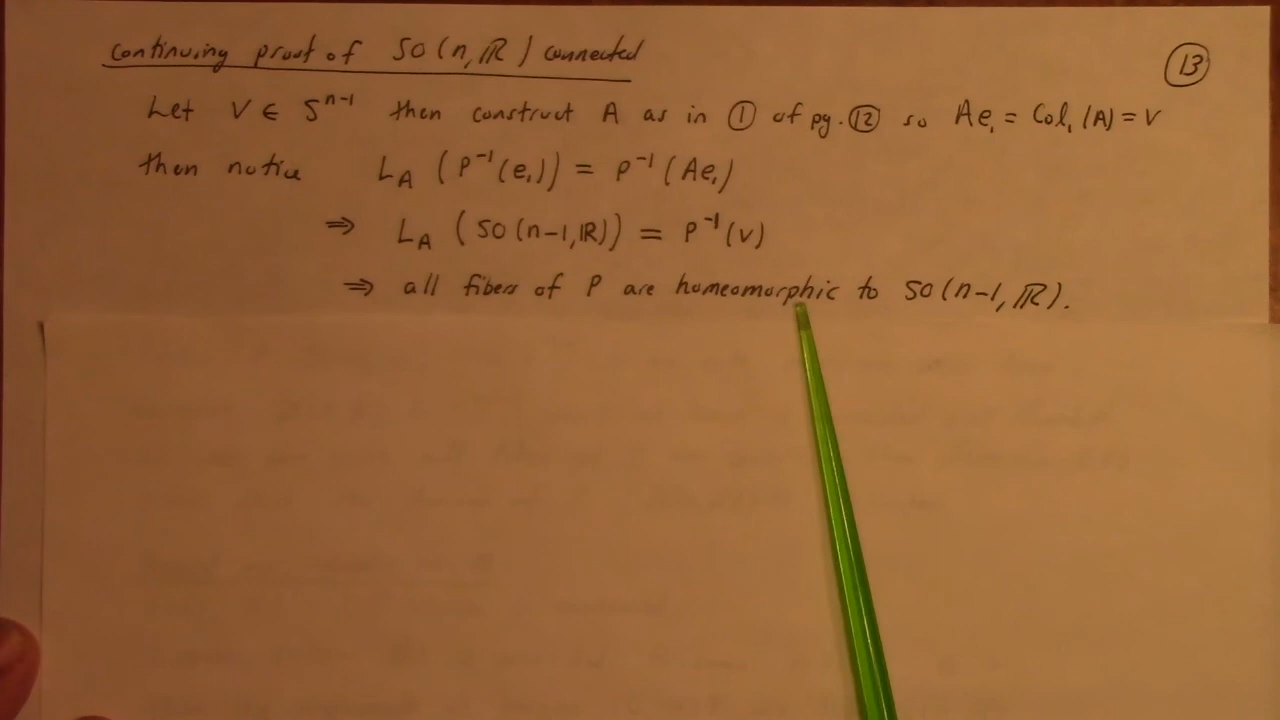 continuing proof of SO(n, ℝ) connected
⑬
Let v ∈ Sⁿ⁻¹ then construct A as in ① of pg. ⑫ so Ae₁ = Col₁(A) = v
then notice L_A (p⁻¹(e₁)) = p⁻¹(Ae₁)
⇒ L_A (SO(n-1, ℝ)) = p⁻¹(v)
⇒ all fibers of p are homeomorphic to SO(n-1, ℝ).